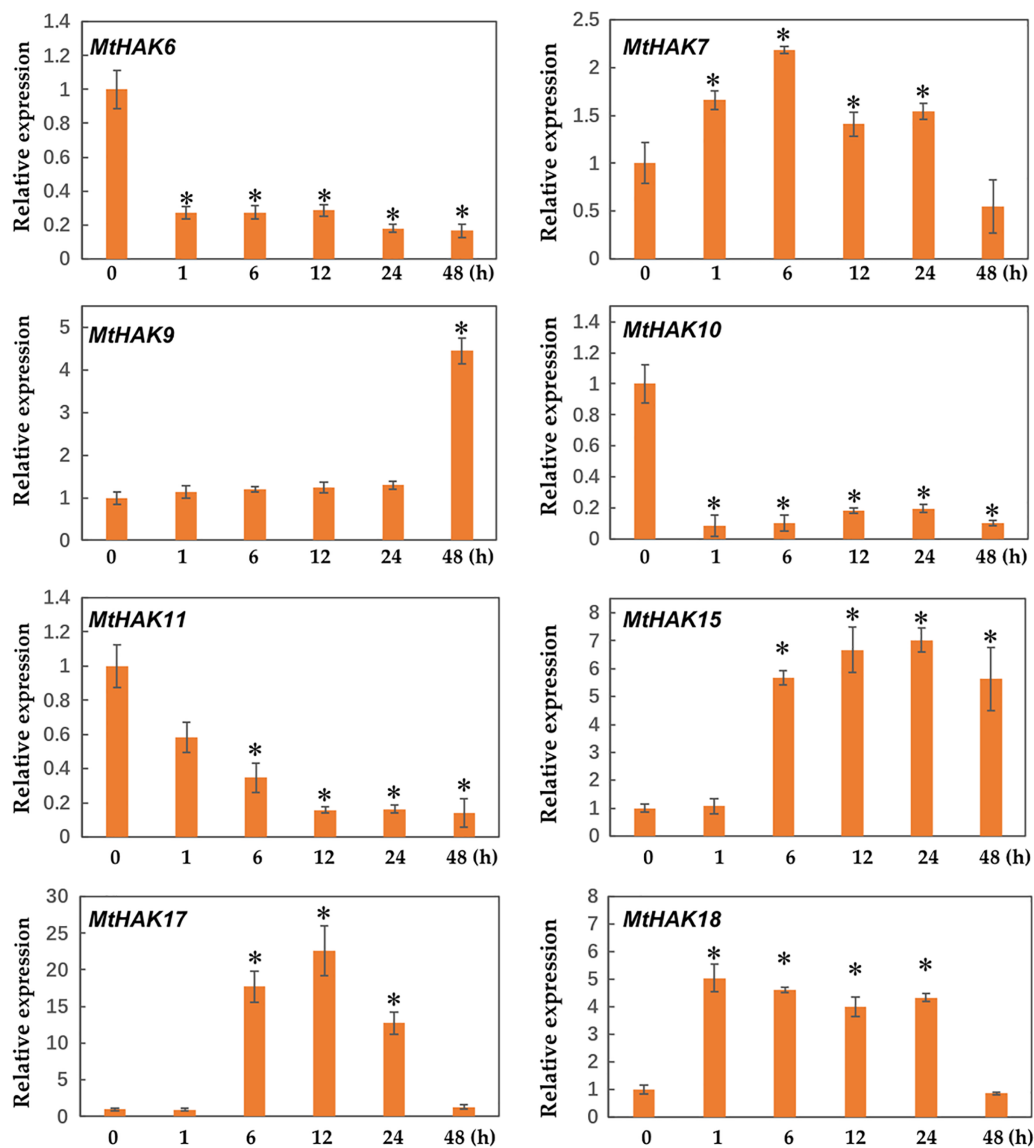 MtHAK6
Relative expression
1.4
1.2
1
0.8
0.6
0.4
0.2
0
* * * * *
0 1 6 12 24 48 (h)
MtHAK7
Relative expression
2.5
2
1.5
1
0.5
0
* * * *
0 1 6 12 24 48 (h)
MtHAK9
Relative expression
5
4
3
2
1
0
*
0 1 6 12 24 48 (h)
MtHAK10
Relative expression
1.4
1.2
1
0.8
0.6
0.4
0.2
0
* * * * *
0 1 6 12 24 48 (h)
MtHAK11
Relative expression
1.4
1.2
1
0.8
0.6
0.4
0.2
0
* * * *
0 1 6 12 24 48 (h)
MtHAK15
Relative expression
8
7
6
5
4
3
2
1
0
* * * *
0 1 6 12 24 48 (h)
MtHAK17
Relative expression
30
25
20
15
10
5
0
* * *
0 1 6 12 24 48 (h)
MtHAK18
Relative expression
8
7
6
5
4
3
2
1
0
* * * *
0 1 6 12 24 48 (h)